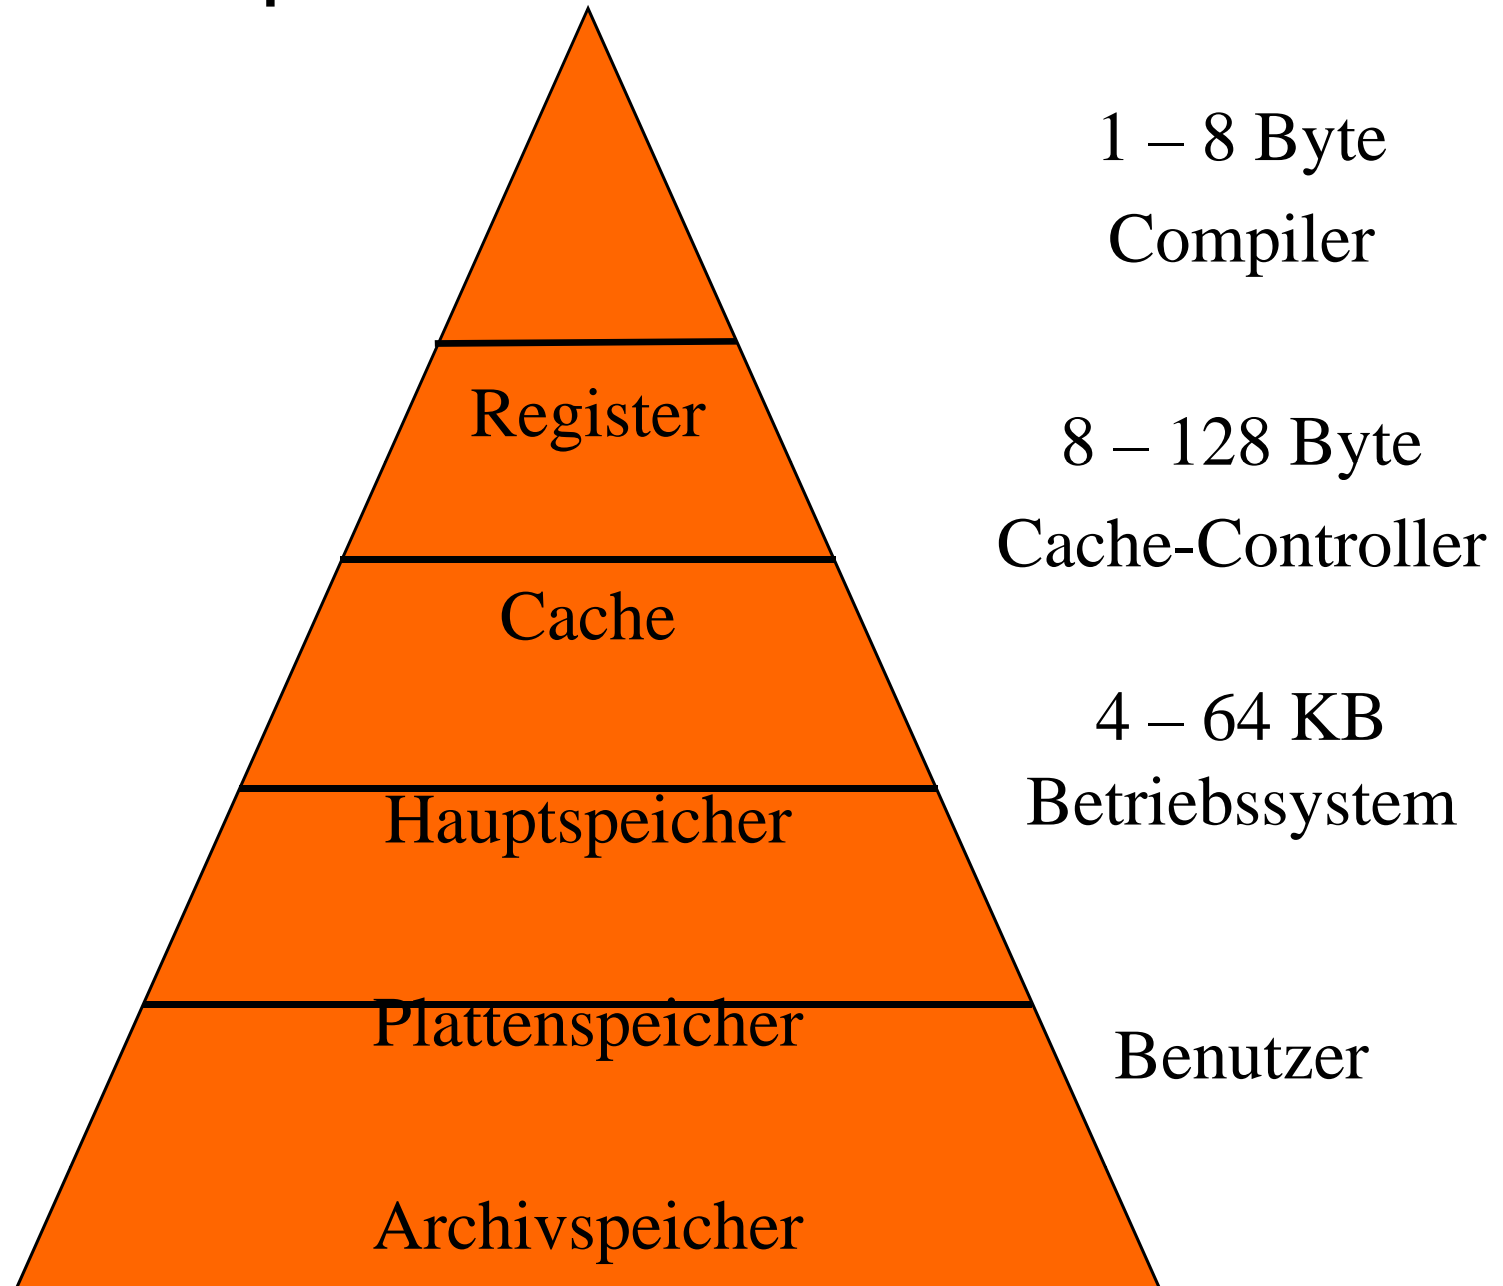 1 – 8 Byte
Compiler
Register
8 – 128 Byte
Cache-Controller
Cache
4 – 64 KB
Betriebssystem
Hauptspeicher
Plattenspeicher
Benutzer
Archivspeicher